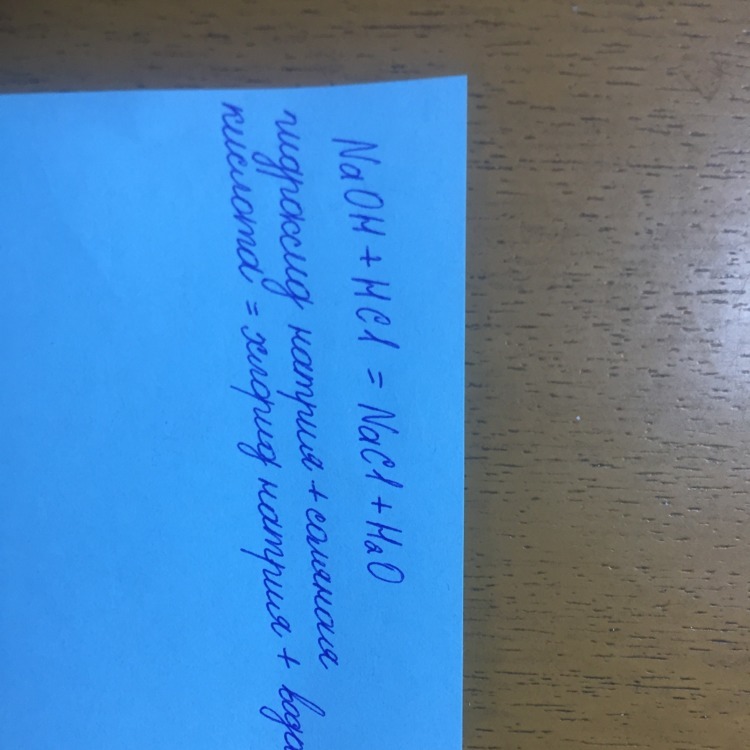 NaOH + HCl = NaCl + H₂O
гидроксид натрия + соляная
кислота = хлорид натрия + вода